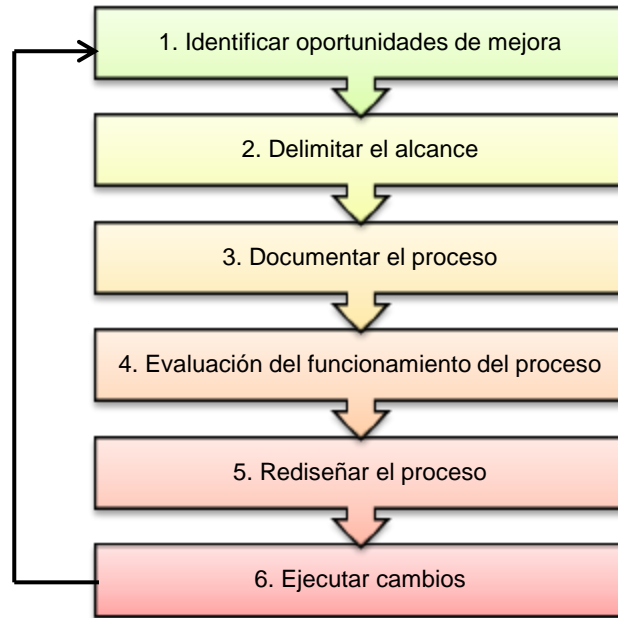 1. Identificar oportunidades de mejora
2. Delimitar el alcance
3. Documentar el proceso
4. Evaluación del funcionamiento del proceso
5. Rediseñar el proceso
6. Ejecutar cambios